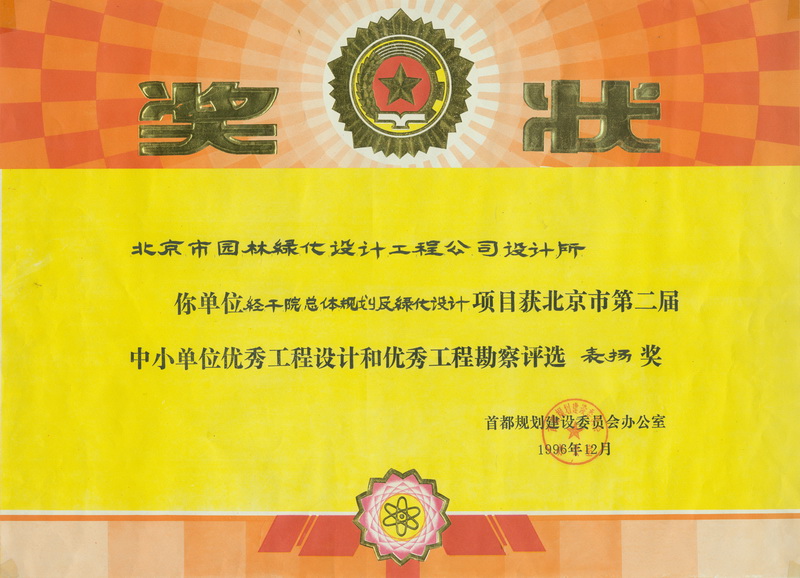 奖状
北京市园林绿化设计工程公司设计所
你单位经干院总体规划及绿化设计项目获北京市第二届
中小单位优秀工程设计和优秀工程勘察评选 表扬 奖
首都规划建设委员会办公室
1996年12月